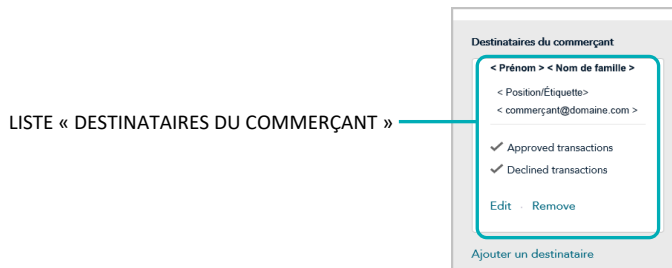 Destinataires du commerçant
< Prénom > < Nom de famille >
< Position/Étiquette>
< commerçant@domaine.com >
LISTE « DESTINATAIRES DU COMMERÇANT »
Approved transactions
Declined transactions
Edit - Remove
Ajouter un destinataire